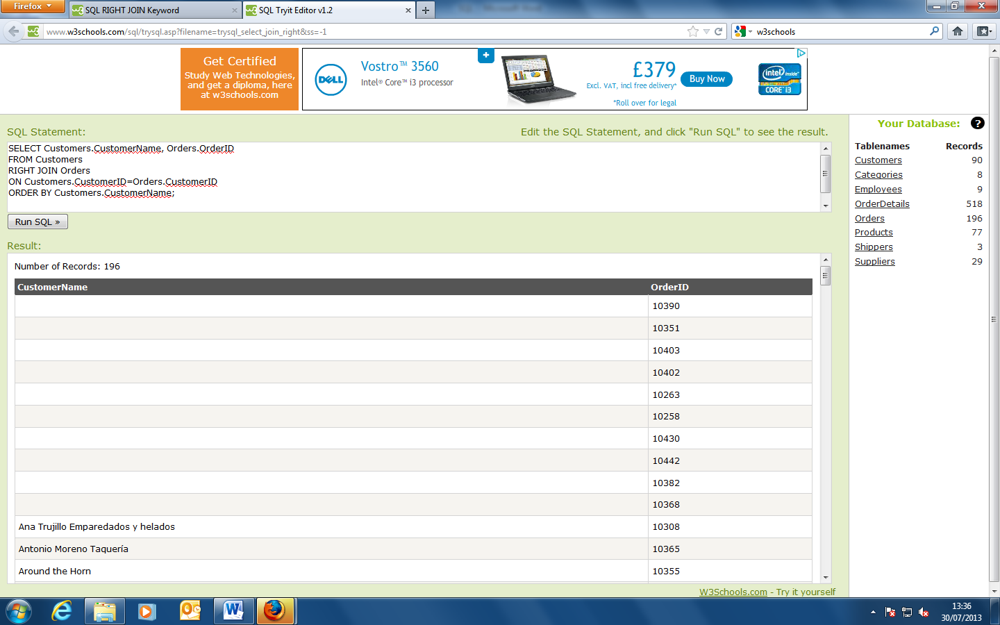 Firefox
SQL RIGHT JOIN Keyword
SQL Tryit Editor v1.2
www.w3schools.com/sql/trysql.asp?filename=trysql_select_join_right&ss=-1
w3schools
Get Certified
Study Web Technologies,
and get a diploma, here
at w3schools.com
DELL
Vostro™ 3560
Intel® Core™ i3 processor
£379
Excl. VAT, incl free delivery*
*Roll over for legal
Buy Now
intel inside™
CORE™ i3
SQL Statement:
Edit the SQL Statement, and click "Run SQL" to see the result.
SELECT Customers.CustomerName, Orders.OrderID
FROM Customers
RIGHT JOIN Orders
ON Customers.CustomerID=Orders.CustomerID
ORDER BY Customers.CustomerName;
Run SQL »
Result:
Number of Records: 196
CustomerName OrderID
10390
10351
10403
10402
10263
10258
10430
10442
10382
10368
Ana Trujillo Emparedados y helados 10308
Antonio Moreno Taquería 10365
Around the Horn 10355
W3Schools.com - Try it yourself
Your Database:
?
Tablenames Records
Customers 90
Categories 8
Employees 9
OrderDetails 518
Orders 196
Products 77
Shippers 3
Suppliers 29
13:36
30/07/2013